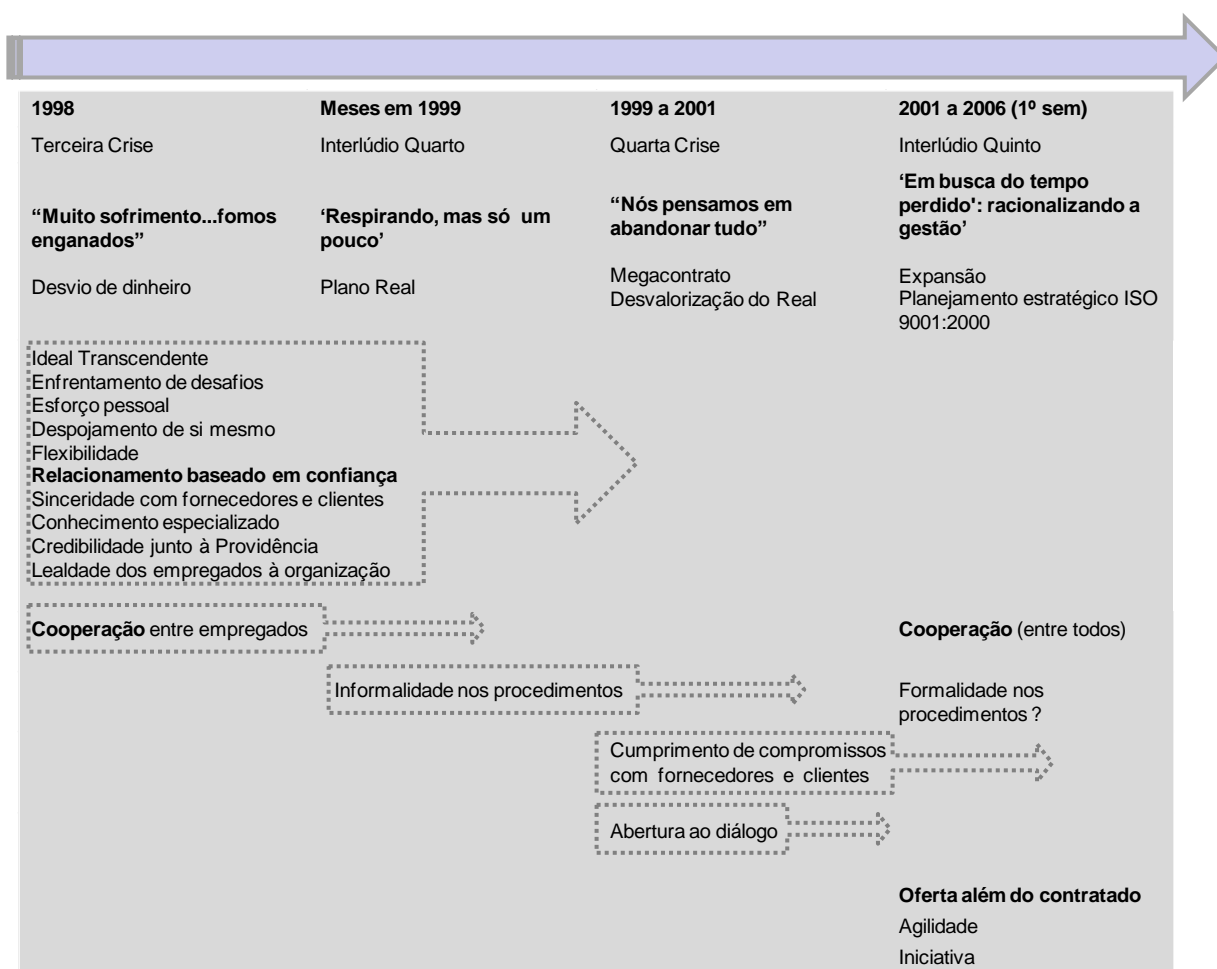 1998
Meses em 1999
1999 a 2001
2001 a 2006 (1º sem)
Terceira Crise
Interlúdio Quarto
Quarta Crise
Interlúdio Quinto
“Muito sofrimento...fomos
enganados”
‘Respirando, mas só um
pouco’
“Nós pensamos em
abandonar tudo”
‘Em busca do tempo
perdido': racionalizando a
gestão’
Desvio de dinheiro
Plano Real
Megacontrato
Desvalorização do Real
Expansão
Planejamento estratégico ISO
9001:2000
Ideal Transcendente
Enfrentamento de desafios
Esforço pessoal
Despojamento de si mesmo
Flexibilidade
Relacionamento baseado em confiança
Sinceridade com fornecedores e clientes
Conhecimento especializado
Credibilidade junto à Providência
Lealdade dos empregados à organização
Cooperação entre empregados
Cooperação (entre todos)
Informalidade nos procedimentos
Formalidade nos
procedimentos ?
Cumprimento de compromissos
com fornecedores e clientes
Abertura ao diálogo
Oferta além do contratado
Agilidade
Iniciativa